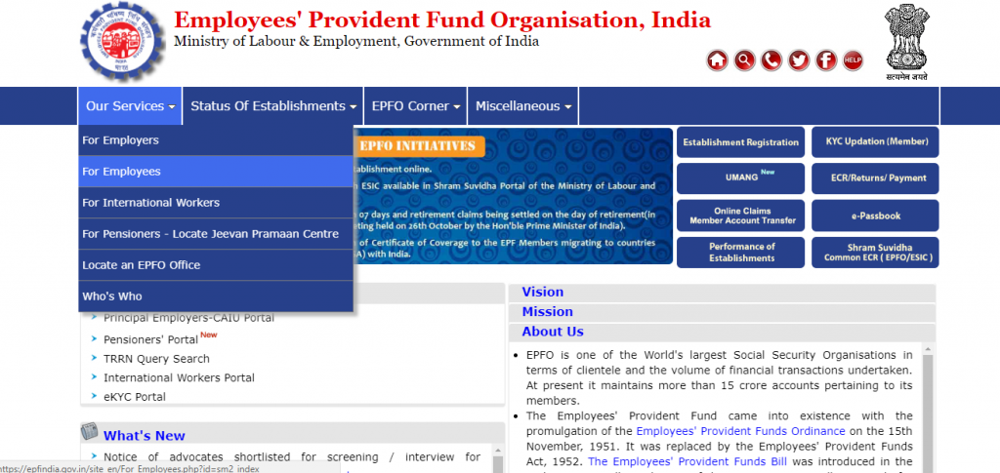 Employees' Provident Fund Organisation, India
Ministry of Labour & Employment, Government of India
HELP
सत्यमेव जयते
Our Services
Status Of Establishments
EPFO Corner
Miscellaneous
For Employers
For Employees
For International Workers
For Pensioners - Locate Jeevan Pramaan Centre
Locate an EPFO Office
Who's Who
EPFO INITIATIVES
ablishment online.
ESIC available in Shram Suvidha Portal of the Ministry of Labour and
07 days and retirement claims being settled on the day of retirement(in
ting held on 26th October by the Hon'ble Prime Minister of India).
of Certificate of Coverage to the EPF Members migrating to countries
A) with India.
Establishment Registration
KYC Updation (Member)
UMANG New
ECR/Returns/ Payment
Online Claims
Member Account Transfer
e-Passbook
Performance of
Establishments
Shram Suvidha
Common ECR ( EPFO/ESIC )
Principal Employers-CAIU Portal
Pensioners' Portal New
TRRN Query Search
International Workers Portal
eKYC Portal
What's New
Notice of advocates shortlisted for screening / interview for
Vision
Mission
About Us
EPFO is one of the World's largest Social Security Organisations in
terms of clientele and the volume of financial transactions undertaken.
At present it maintains more than 15 crore accounts pertaining to its
members.
The Employees' Provident Fund came into existence with the
promulgation of the Employees' Provident Funds Ordinance on the 15th
November, 1951. It was replaced by the Employees' Provident Funds
Act, 1952. The Employees' Provident Funds Bill was introduced in the
https://epfindia.gov.in/site_en/For_Employees.php?id=sm2_index